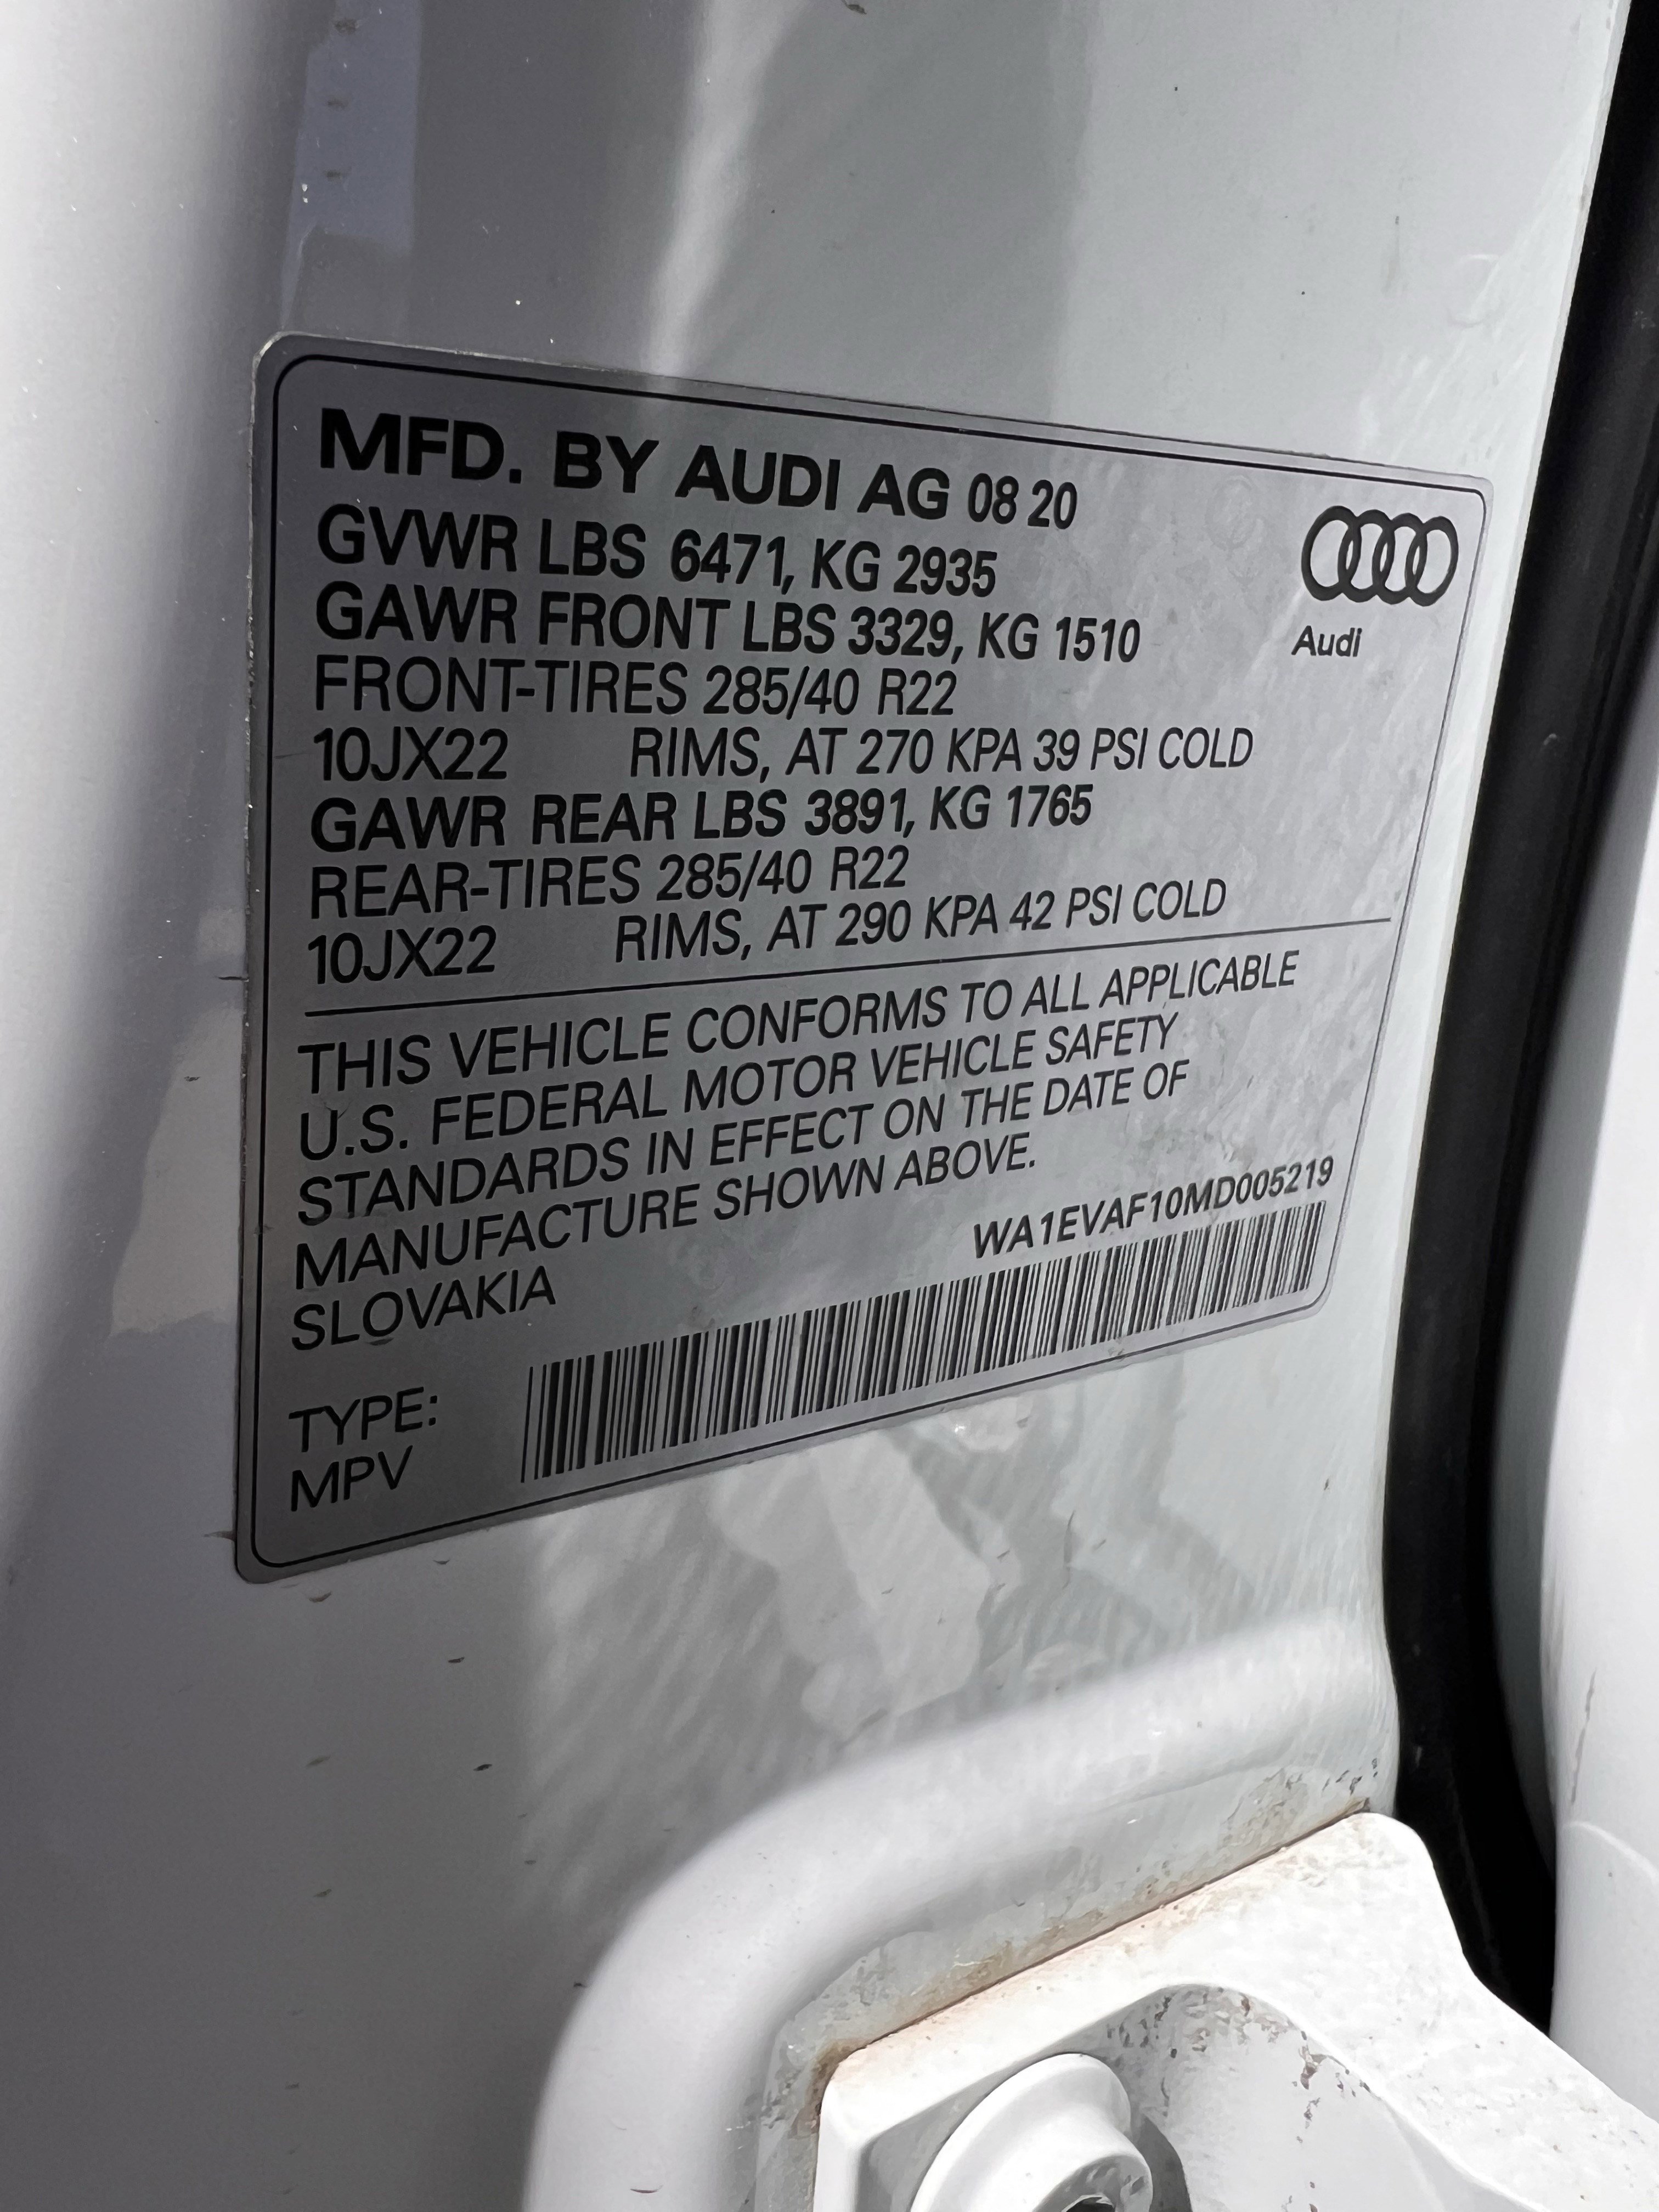 MFD. BY AUDI AG 08 20
GVWR LBS 6471, KG 2935
GAWR FRONT LBS 3329, KG 1510
FRONT-TIRES 285/40 R22
10JX22 RIMS, AT 270 KPA 39 PSI COLD
GAWR REAR LBS 3891, KG 1765
REAR-TIRES 285/40 R22
10JX22 RIMS, AT 290 KPA 42 PSI COLD
Audi
THIS VEHICLE CONFORMS TO ALL APPLICABLE
U.S. FEDERAL MOTOR VEHICLE SAFETY
STANDARDS IN EFFECT ON THE DATE OF
MANUFACTURE SHOWN ABOVE.
SLOVAKIA
WA1EVAF10MD005219
TYPE:
MPV